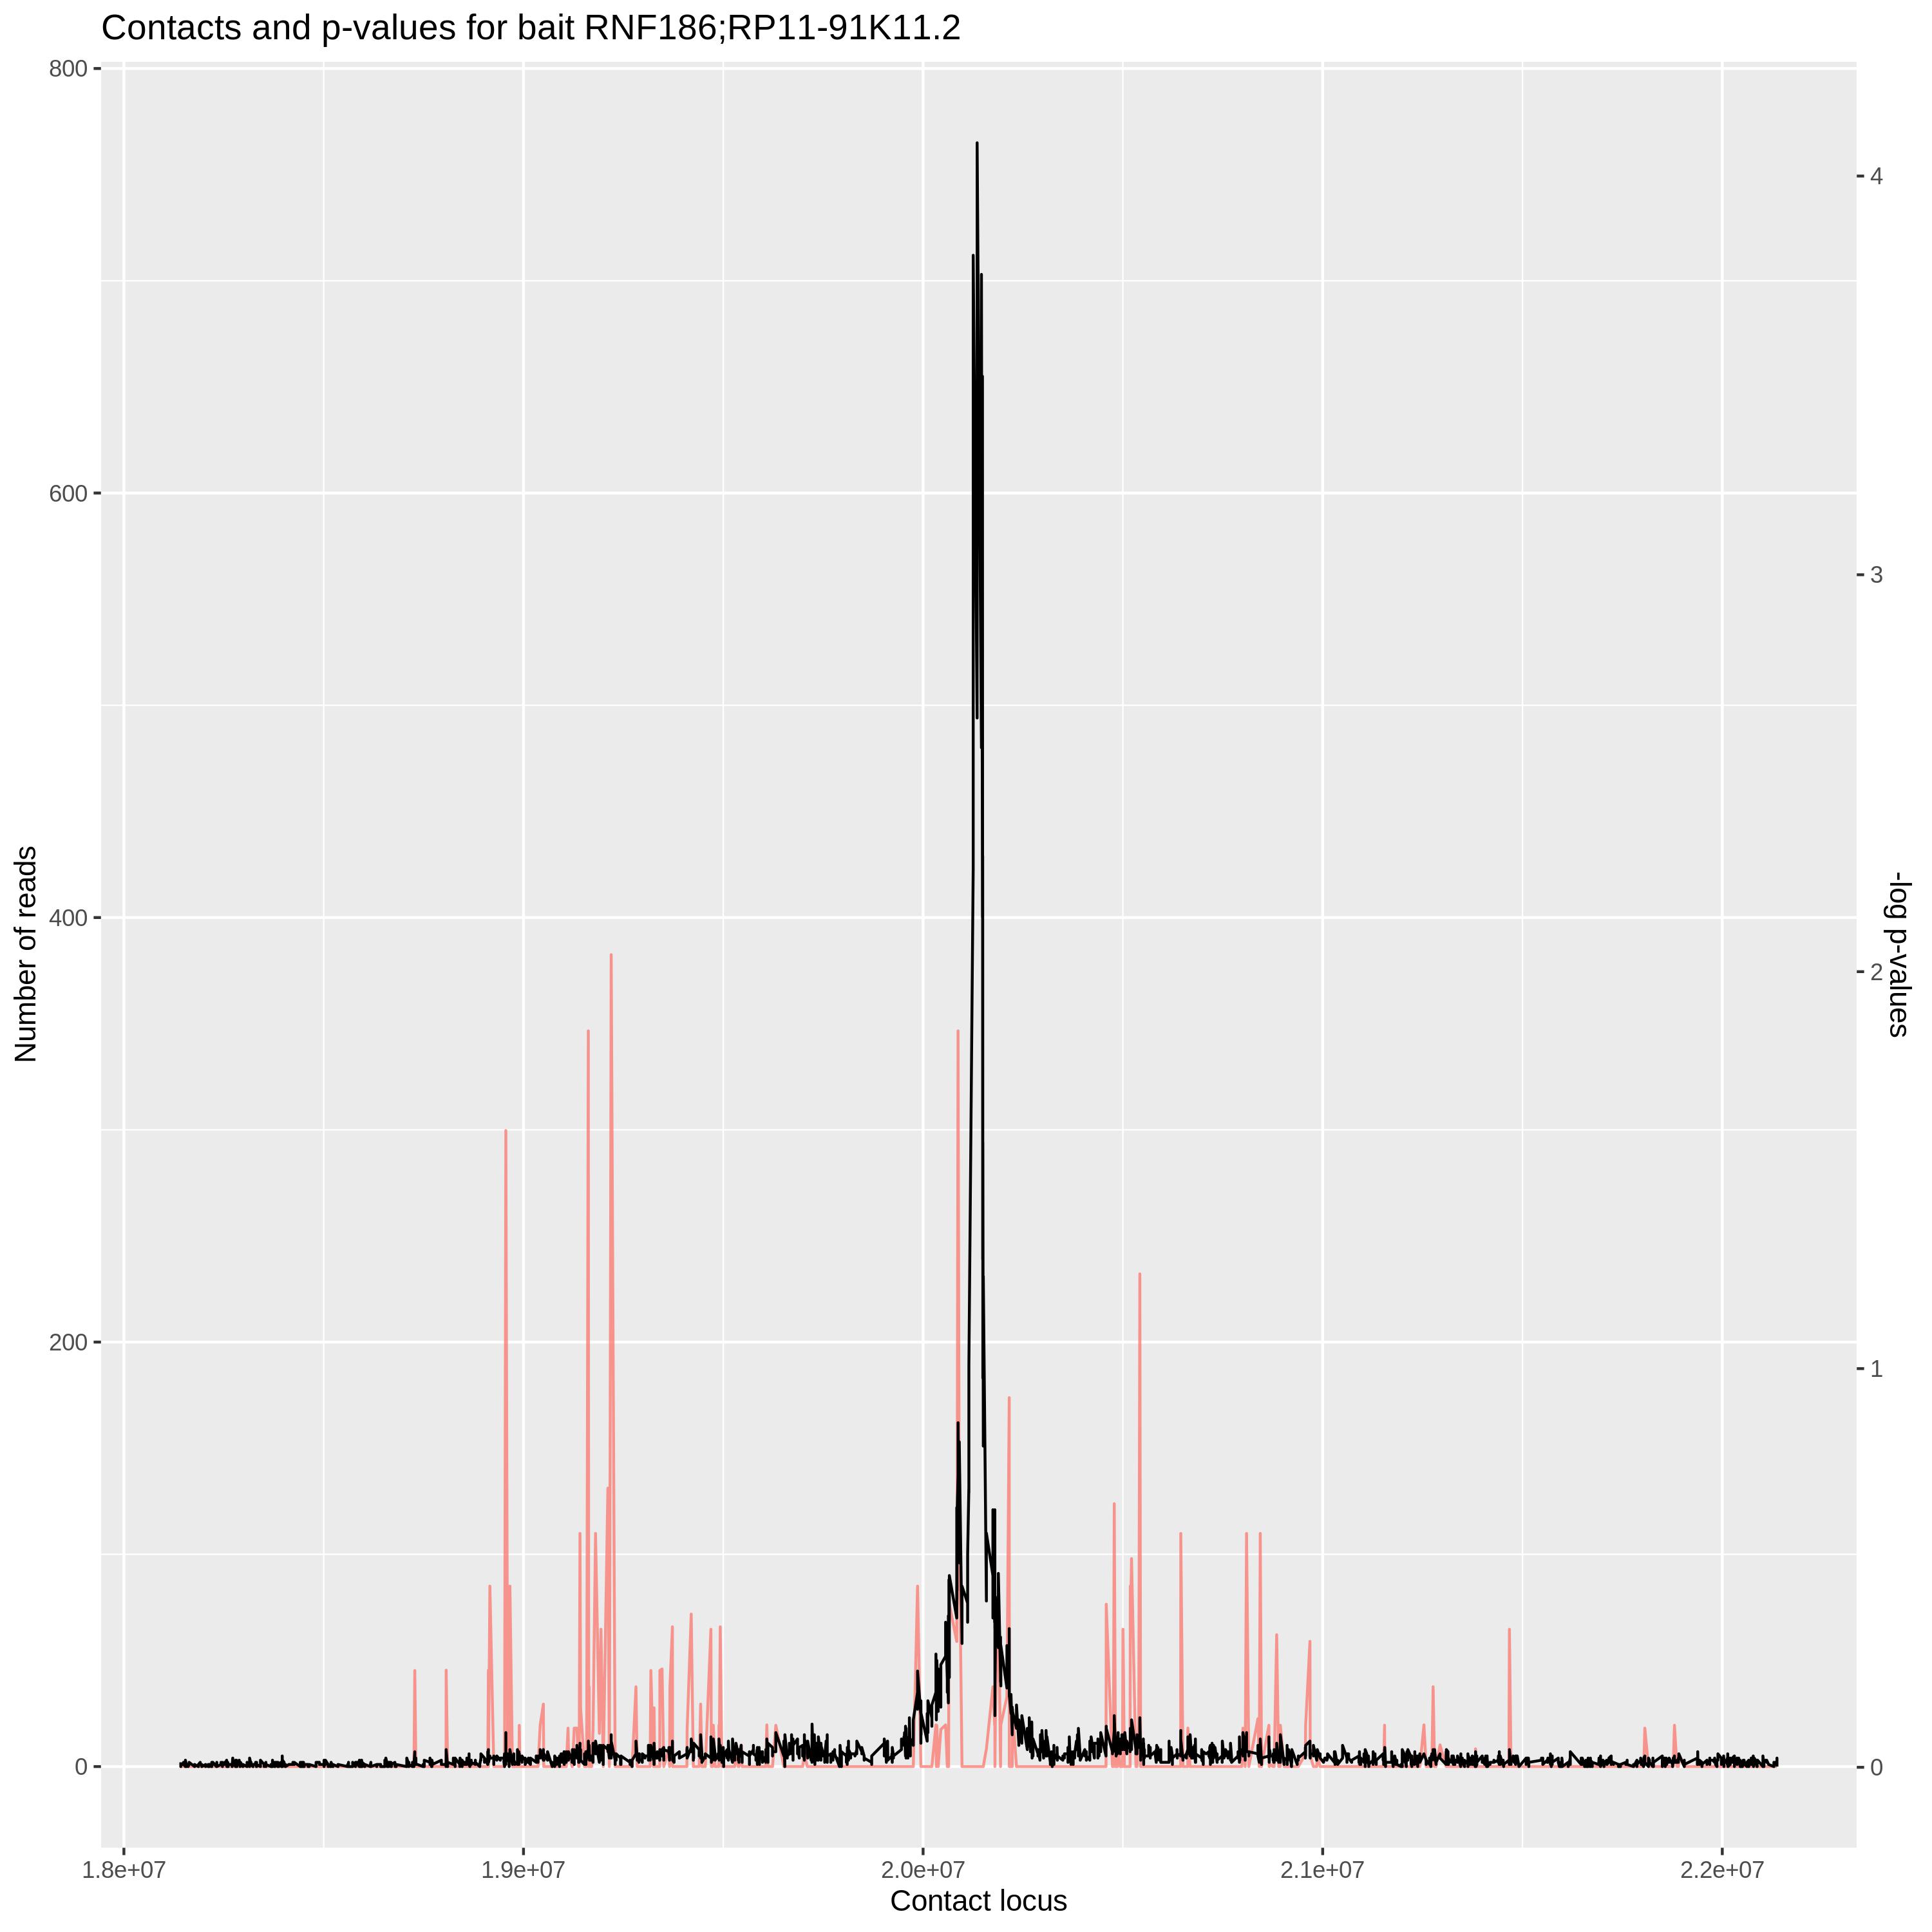 Contacts and p-values for bait RNF186;RP11-91K11.2
800
600
400
200
0
Number of reads
4
3
2
1
0
-log p-values
1.8e+07
1.9e+07
2.0e+07
2.1e+07
2.2e+07
Contact locus